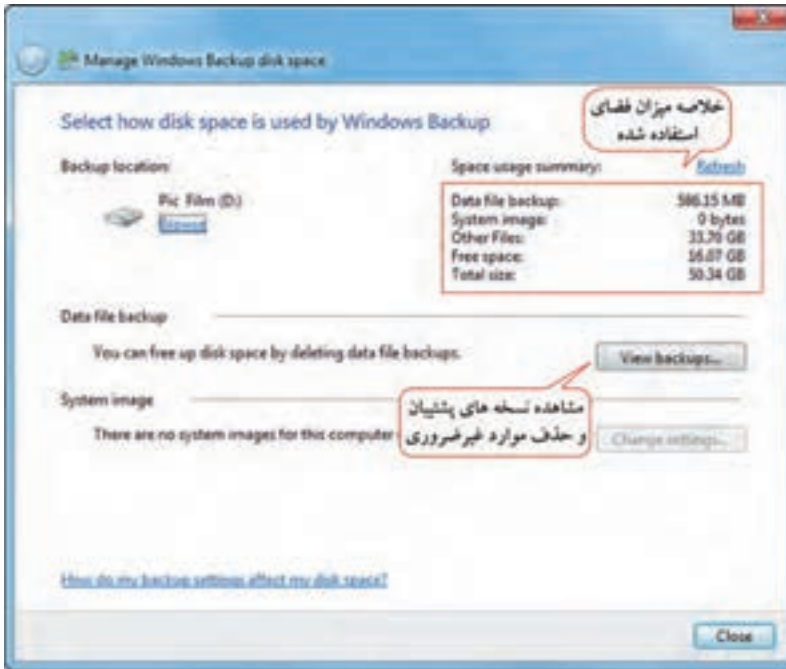 Manage Windows Backup disk space
Select how disk space is used by Windows Backup
خلاصه میزان فضای
استفاده شده
Backup location:
Pic Film (D:)
Browse
Space usage summary: Refresh
Data file backup: 586.15 MB
System image: 0 bytes
Other Files: 33.70 GB
Free space: 16.07 GB
Total size: 50.34 GB
Data file backup
You can free up disk space by deleting data file backups.
View backups...
System image
There are no system images for this computer
مشاهده نسخه های پشتیبان
و حذف موارد غیرضروری
Change settings...
How do my backup settings affect my disk space?
Close